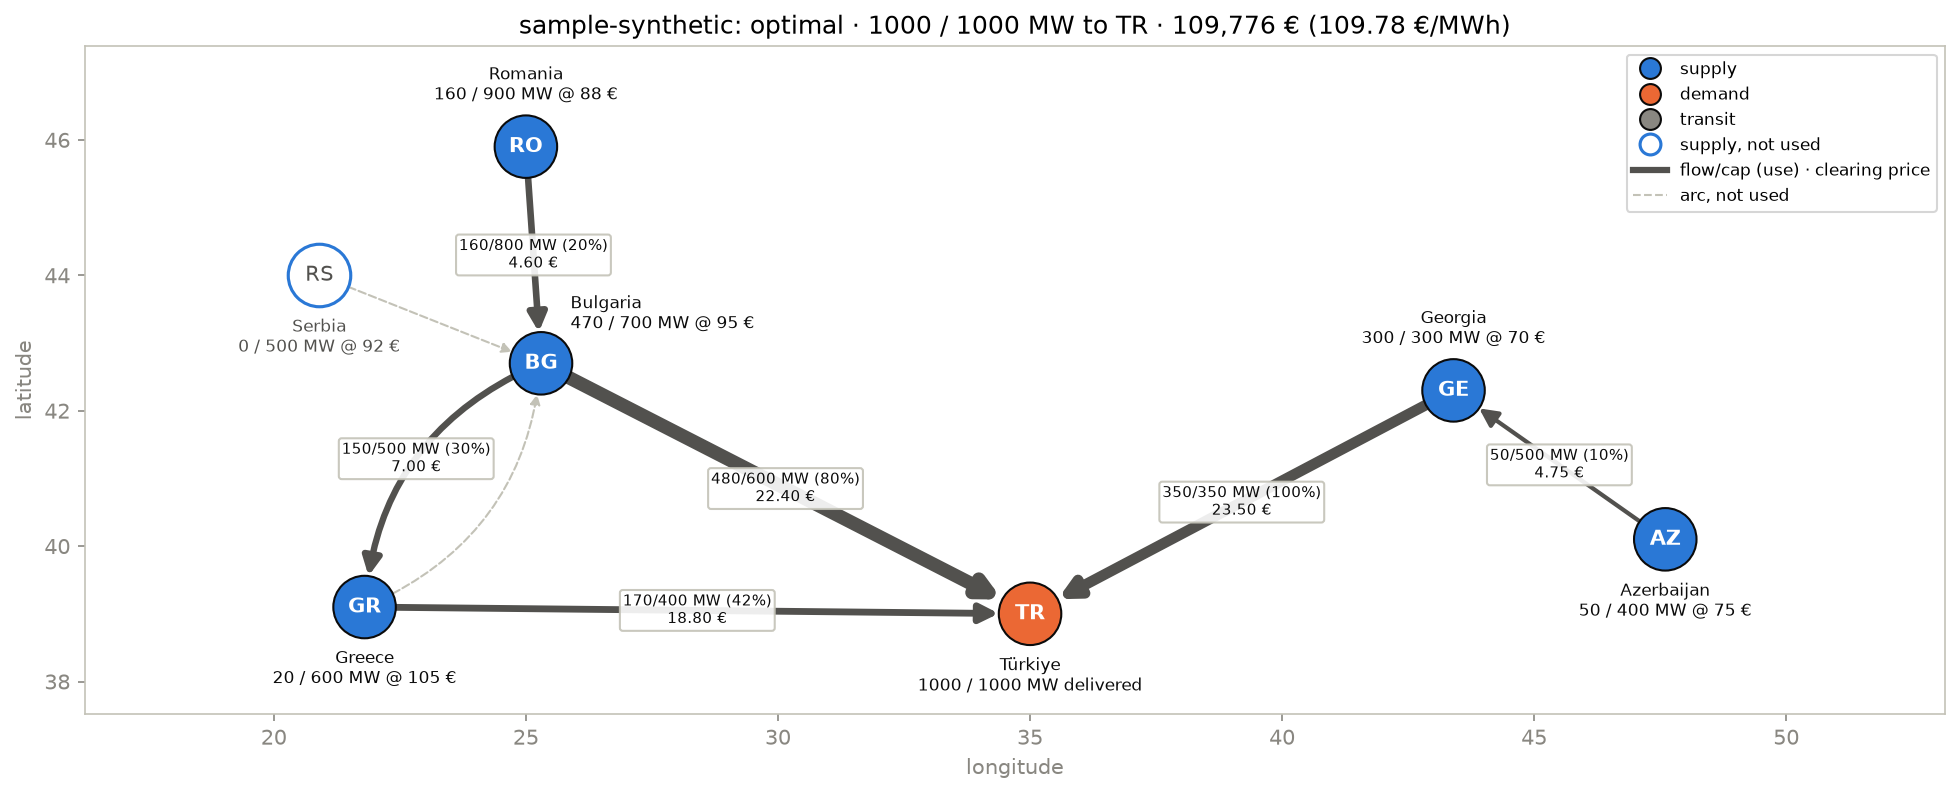 sample-synthetic: optimal · 1000 / 1000 MW to TR · 109,776 € (109.78 €/MWh)
supply
demand
transit
supply, not used
flow/cap (use) · clearing price
arc, not used
Romania
160 / 900 MW @ 88 €
RO
160/800 MW (20%)
4.60 €
RS
Serbia
0 / 500 MW @ 92 €
Bulgaria
470 / 700 MW @ 95 €
BG
Georgia
300 / 300 MW @ 70 €
GE
150/500 MW (30%)
7.00 €
480/600 MW (80%)
22.40 €
350/350 MW (100%)
23.50 €
50/500 MW (10%)
4.75 €
AZ
Azerbaijan
50 / 400 MW @ 75 €
GR
170/400 MW (42%)
18.80 €
TR
Greece
20 / 600 MW @ 105 €
Türkiye
1000 / 1000 MW delivered
latitude
46
44
42
40
38
20
25
30
35
40
45
50
longitude